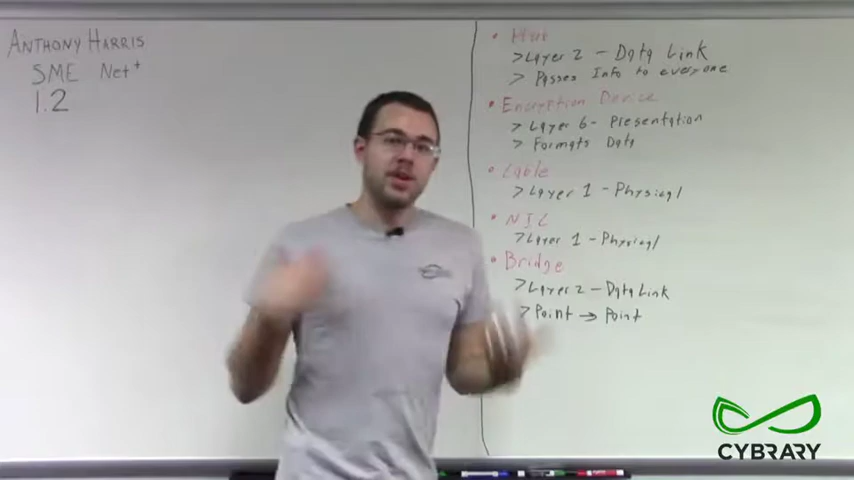 ANTHONY HARRIS
SME Net+
1.2
• Hub
>Layer 2 - Data Link
> Passes Info to everyone
• Encryption Device
> Layer 6 - Presentation
> Formats Data
• Cable
>Layer 1 - Physical
• NIC
>Layer 1 - Physical
• Bridge
>Layer 2 - Data Link
>Point → Point
CYBRARY